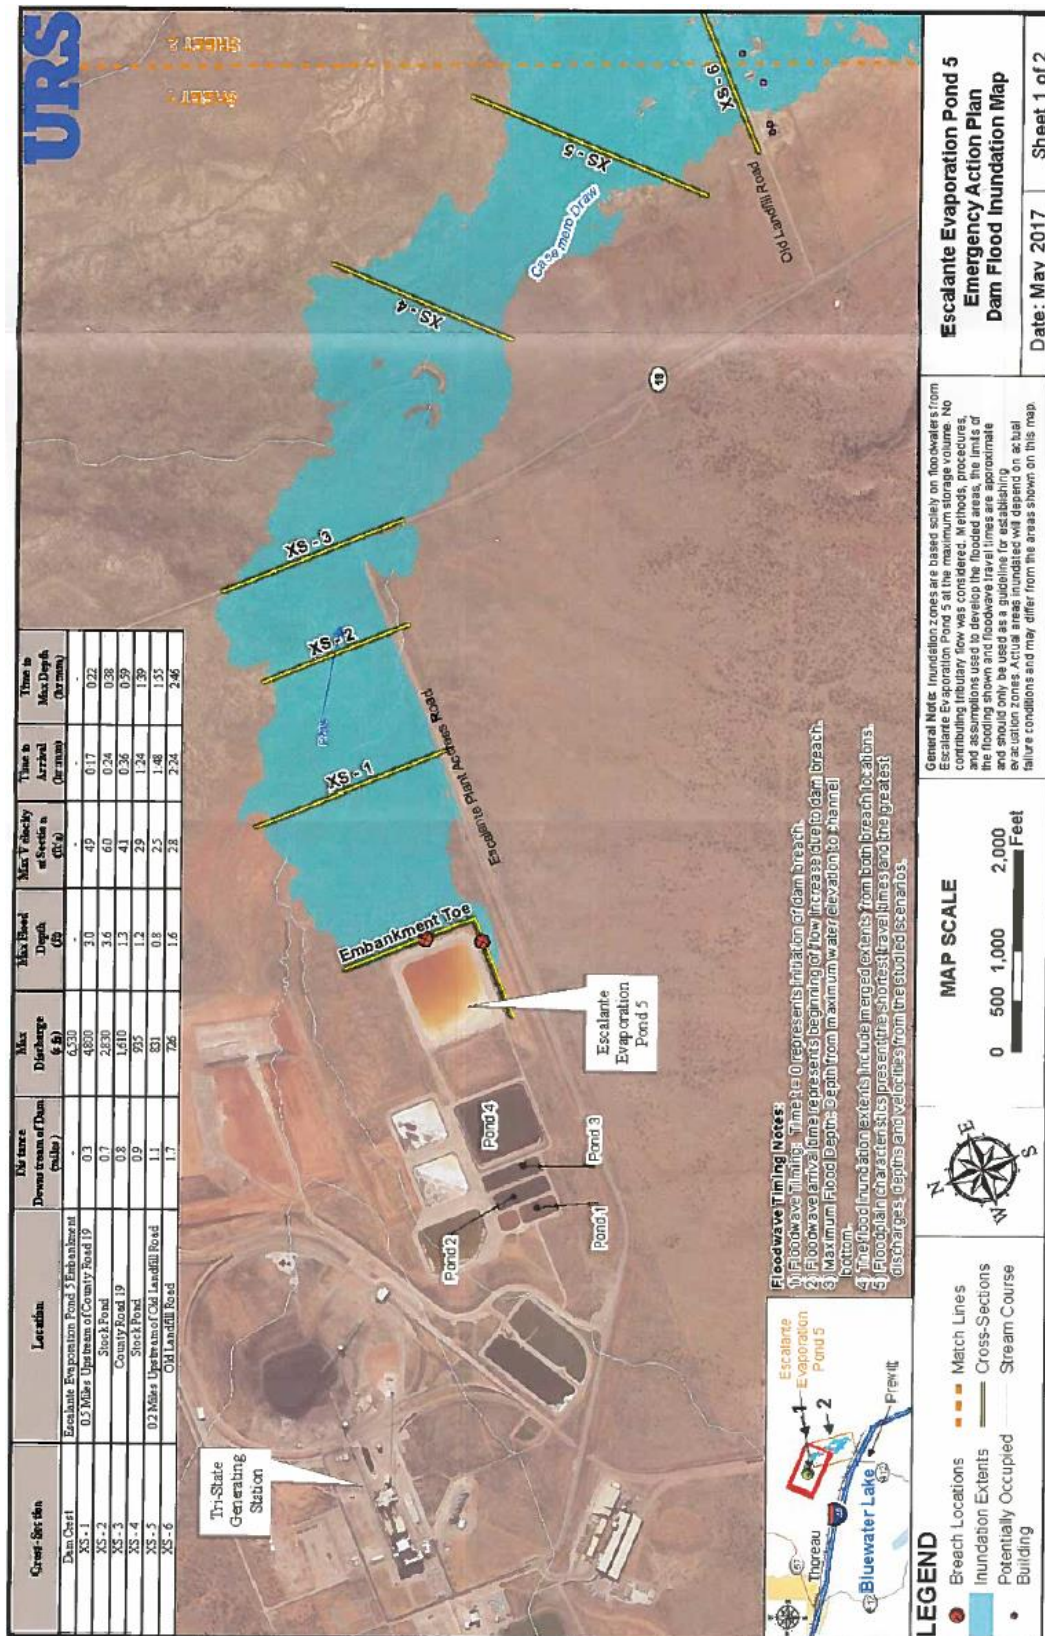 URS
SHEET 1
SHEET 2
Cross-Section
Location
Distance Downstream of Dam (miles)
Max Discharge (cfs)
Max Flood Depth (ft)
Max Velocity at Section (ft/s)
Time to Arrival (hr:mm)
Time to Max Depth (hr:mm)
Dam Crest Escalante Evaporation Pond 5 Embankment - 6,530 - - - -
XS - 1 0.5 Miles Upstream of County Road 19 0.3 4,800 3.0 4.9 0:17 0:22
XS - 2 Stock Pond 0.7 2,830 3.6 6.0 0:24 0:38
XS - 3 County Road 19 0.8 1,610 1.3 4.1 0:36 0:59
XS - 4 Stock Pond 0.9 935 1.2 2.9 1:24 1:39
XS - 5 0.2 Miles Upstream of Old Landfill Road 1.1 831 0.8 2.5 1:48 1:55
XS - 6 Old Landfill Road 1.7 726 1.6 2.8 2:24 2:46
Tri-State
Generating
Station
Pond 2
Pond 4
Pond 1
Pond 3
Escalante
Evaporation
Pond 5
Embankment Toe
Escalante Plant Access Road
XS - 1
XS - 2
XS - 3
XS - 4
XS - 5
XS - 6
19
Casamero Draw
Old Landfill Road
Floodwave Timing Notes:
1) Floodwave Timing: Time t = 0 represents initiation of dam breach.
2) Floodwave arrival time represents beginning of flow increase due to dam breach.
3) Maximum Flood Depth: Depth from maximum water elevation to channel
bottom.
4) The flood inundation extents include merged extents from both breach locations.
5) Floodplain characteristics present the shortest travel times and the greatest
discharges, depths and velocities from the studied scenarios.
Escalante
Evaporation
Pond 5
1
2
Prewitt
Thoreau
Bluewater Lake
LEGEND
Breach Locations
Inundation Extents
Potentially Occupied
Building
Match Lines
Cross-Sections
Stream Course
N
E
S
W
MAP SCALE
0 500 1,000 2,000
Feet
General Note: Inundation zones are based solely on floodwaters from
Escalante Evaporation Pond 5 at the maximum storage volume. No
contributing tributary flow was considered. Methods, procedures,
and assumptions used to develop the flooded areas, the limits of
the flooding shown and floodwave travel times are approximate
and should only be used as a guideline for establishing
evacuation zones. Actual areas inundated will depend on actual
failure conditions and may differ from the areas shown on this map.
Escalante Evaporation Pond 5
Emergency Action Plan
Dam Flood Inundation Map
Date: May 2017
Sheet 1 of 2